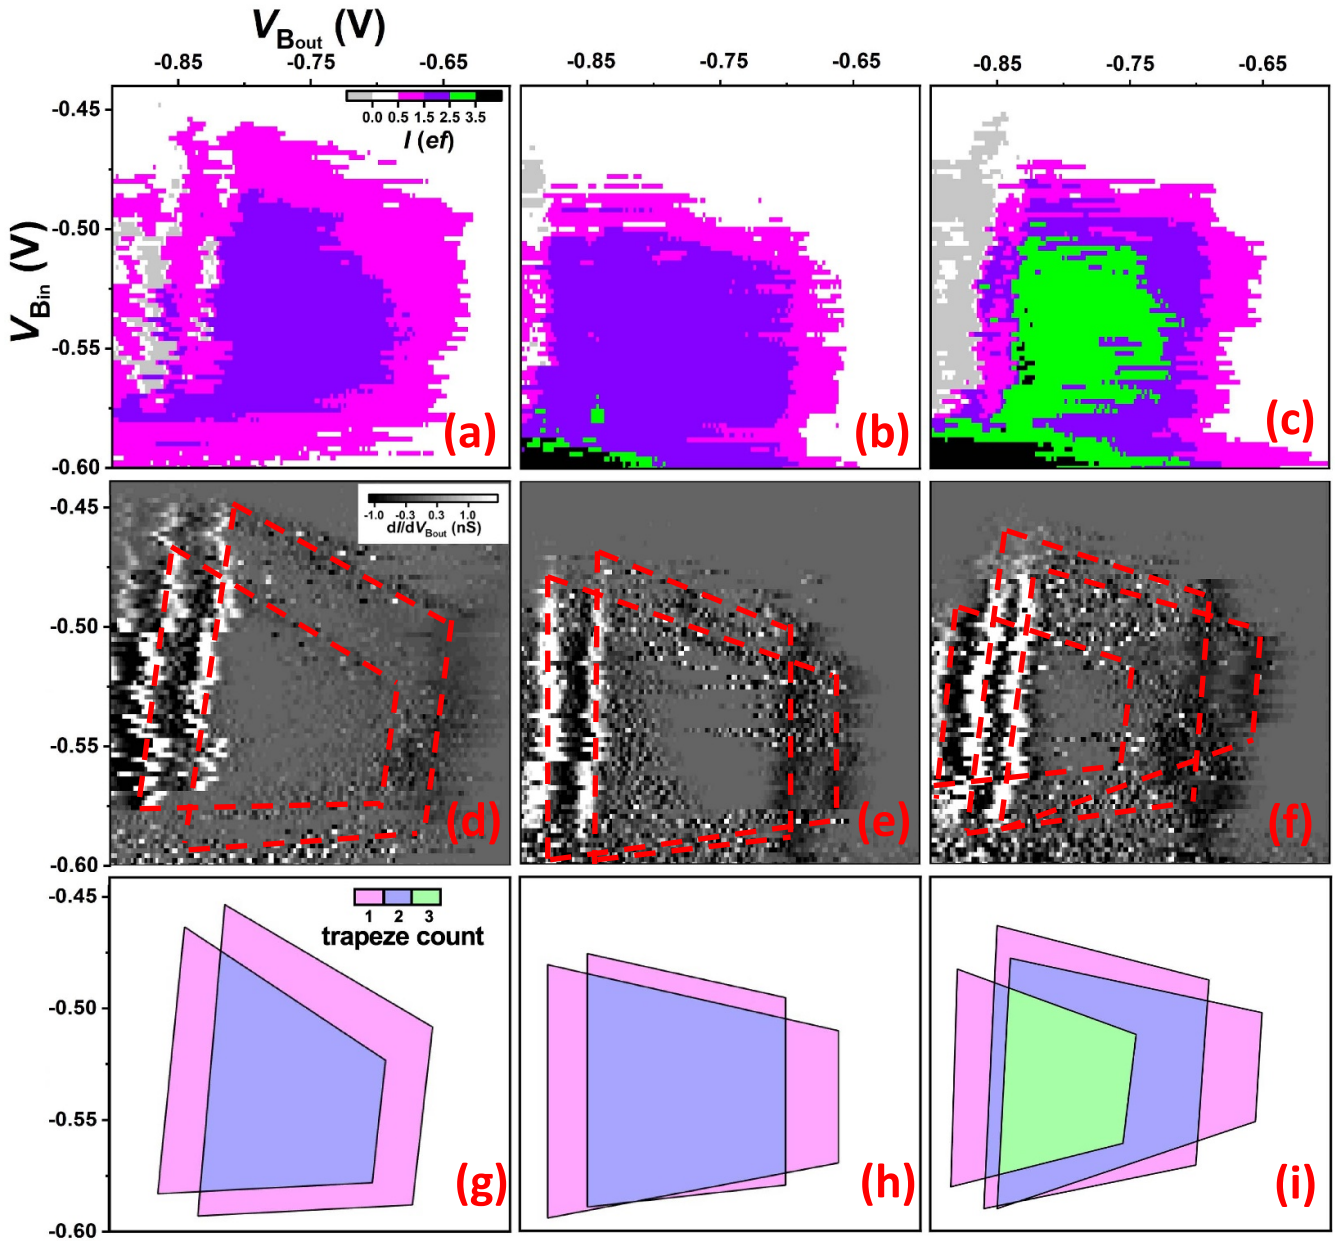 V_Bout (V)
-0.85 -0.75 -0.65 -0.85 -0.75 -0.65 -0.85 -0.75 -0.65
V_Bin (V)
-0.45
-0.50
-0.55
-0.60
0.0 0.5 1.5 2.5 3.5
I (ef)
(a) (b) (c)
-0.45
-0.50
-0.55
-0.60
-1.0 -0.3 0.3 1.0
dI/dV_Bout (nS)
(d) (e) (f)
-0.45
-0.50
-0.55
-0.60
1 2 3
trapeze count
(g) (h) (i)